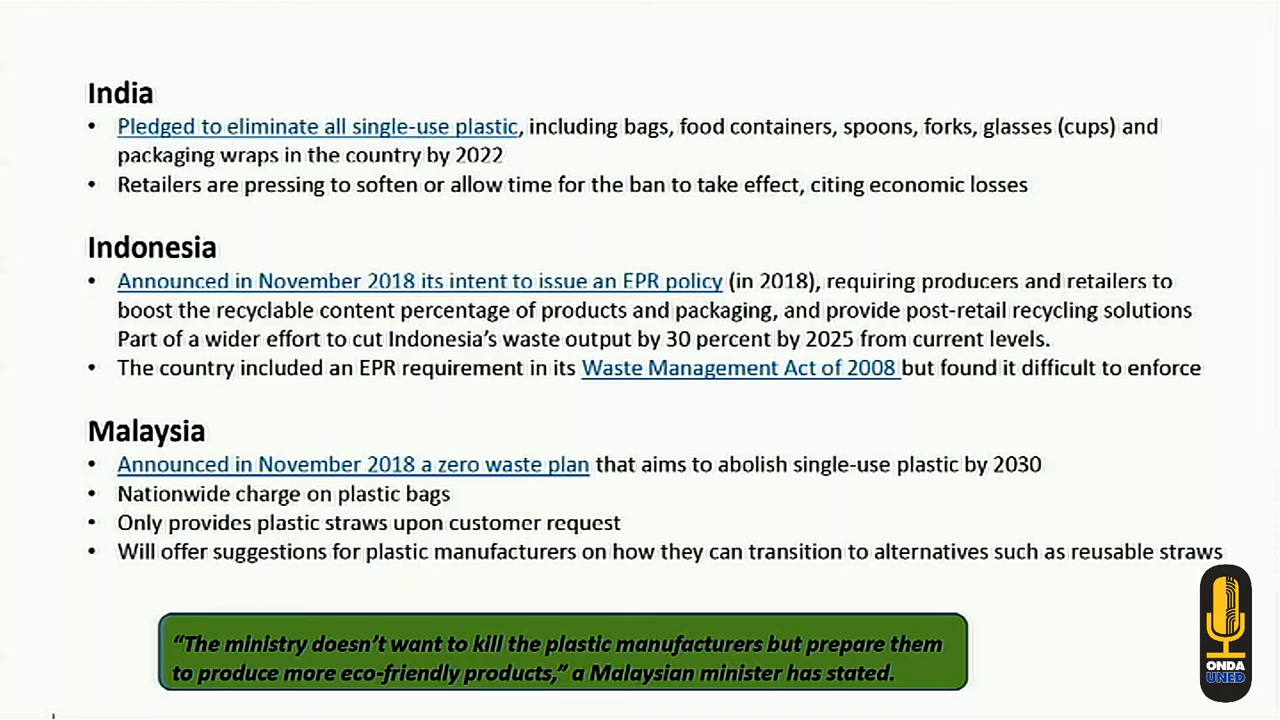 India
• Pledged to eliminate all single-use plastic, including bags, food containers, spoons, forks, glasses (cups) and
packaging wraps in the country by 2022
• Retailers are pressing to soften or allow time for the ban to take effect, citing economic losses
Indonesia
• Announced in November 2018 its intent to issue an EPR policy (in 2018), requiring producers and retailers to
boost the recyclable content percentage of products and packaging, and provide post-retail recycling solutions
Part of a wider effort to cut Indonesia's waste output by 30 percent by 2025 from current levels.
• The country included an EPR requirement in its Waste Management Act of 2008 but found it difficult to enforce
Malaysia
• Announced in November 2018 a zero waste plan that aims to abolish single-use plastic by 2030
• Nationwide charge on plastic bags
• Only provides plastic straws upon customer request
• Will offer suggestions for plastic manufacturers on how they can transition to alternatives such as reusable straws
"The ministry doesn't want to kill the plastic manufacturers but prepare them
to produce more eco-friendly products," a Malaysian minister has stated.
ONDA
UNED